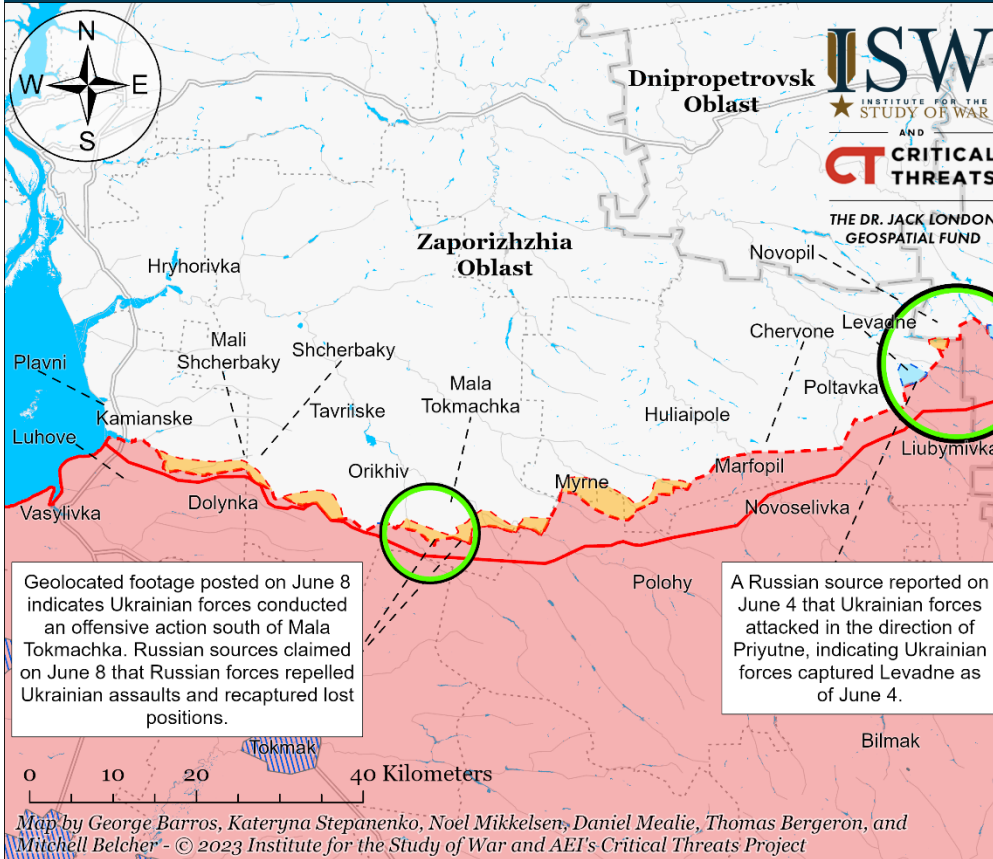 N
W
E
S
Dnipropetrovsk
Oblast
ISW
INSTITUTE FOR THE
STUDY OF WAR
AND
CT CRITICAL
THREATS
THE DR. JACK LONDON
GEOSPATIAL FUND
Zaporizhzhia
Oblast
Novopil
Hryhorivka
Chervone
Levadne
Mali
Shcherbaky
Shcherbaky
Plavni
Mala
Tokmachka
Poltavka
Kamianske
Tavriiske
Huliaipole
Luhove
Liubymivka
Orikhiv
Marfopil
Myrne
Vasylivka
Dolynka
Novoselivka
Polohy
Geolocated footage posted on June 8
indicates Ukrainian forces conducted
an offensive action south of Mala
Tokmachka. Russian sources claimed
on June 8 that Russian forces repelled
Ukrainian assaults and recaptured lost
positions.
A Russian source reported on
June 4 that Ukrainian forces
attacked in the direction of
Priyutne, indicating Ukrainian
forces captured Levadne as
of June 4.
Tokmak
Bilmak
0 10 20 40 Kilometers
Map by George Barros, Kateryna Stepanenko, Noel Mikkelsen, Daniel Mealie, Thomas Bergeron, and
Mitchell Belcher - © 2023 Institute for the Study of War and AEI's Critical Threats Project